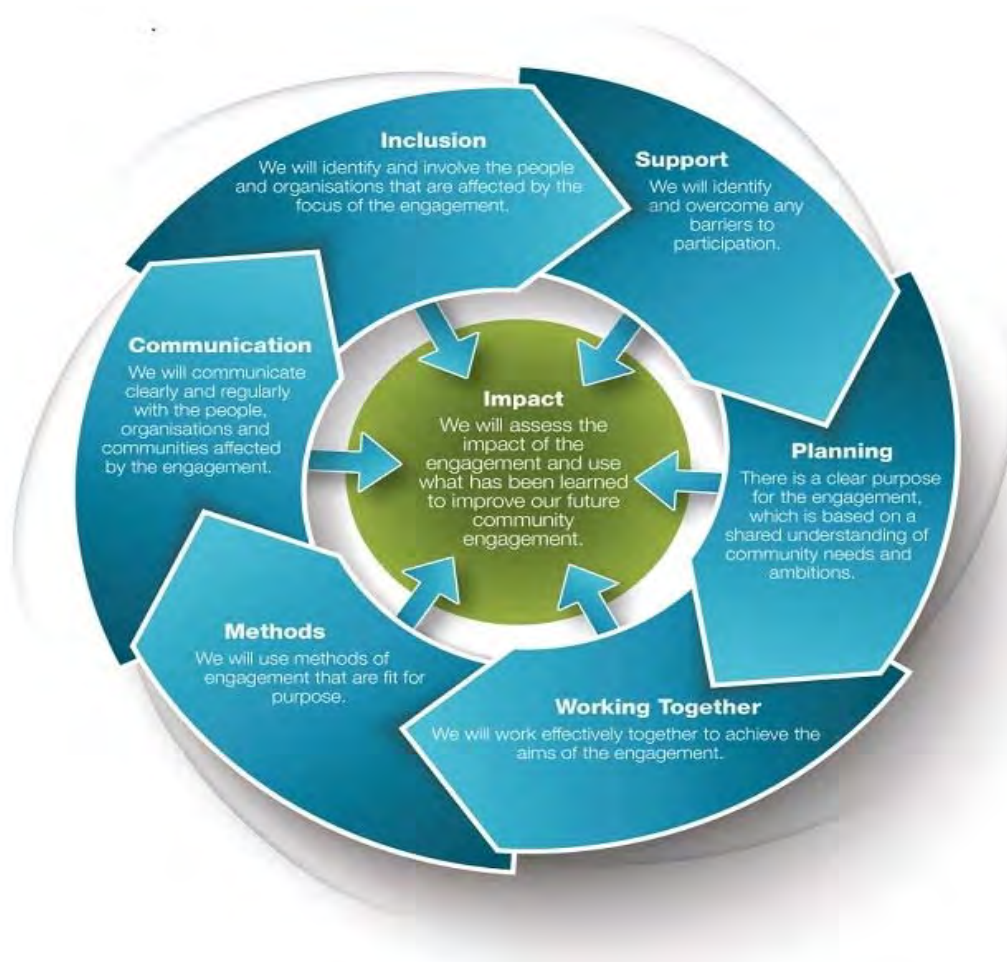 Inclusion
We will identify and involve the people
and organisations that are affected by the
focus of the engagement.
Support
We will identify
and overcome any
barriers to
participation.
Planning
There is a clear purpose
for the engagement,
which is based on a
shared understanding of
community needs and
ambitions.
Working Together
We will work effectively together to achieve the
aims of the engagement.
Methods
We will use methods of
engagement that are fit for
purpose.
Communication
We will communicate
clearly and regularly
with the people,
organisations and
communities affected
by the engagement.
Impact
We will assess the
impact of the
engagement and use
what has been learned
to improve our future
community
engagement.